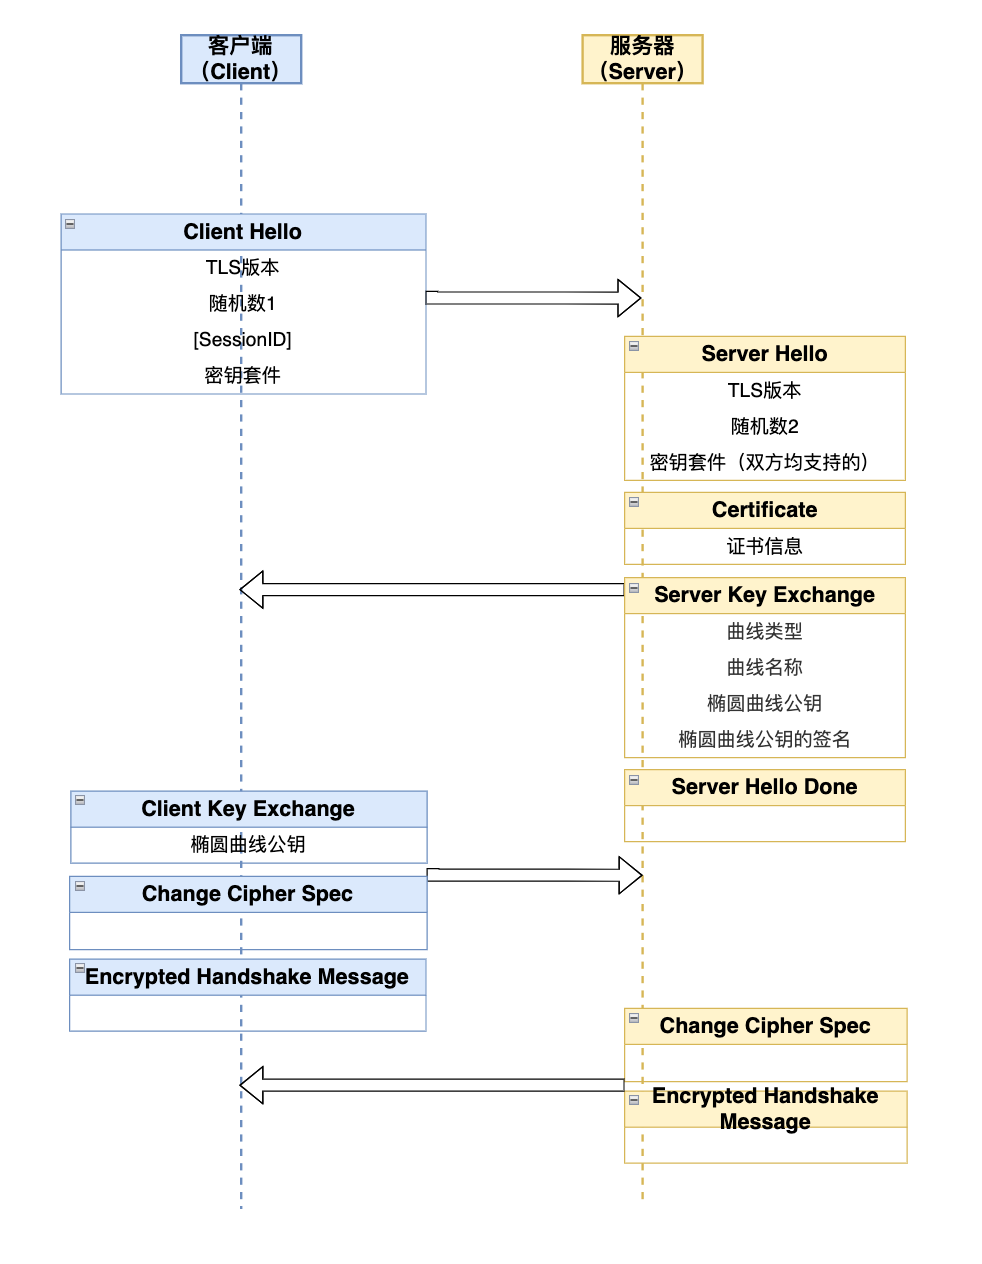 客户端
（Client）
服务器
（Server）
Client Hello
TLS版本
随机数1
[SessionID]
密钥套件
Server Hello
TLS版本
随机数2
密钥套件（双方均支持的）
Certificate
证书信息
Server Key Exchange
曲线类型
曲线名称
椭圆曲线公钥
椭圆曲线公钥的签名
Server Hello Done
Client Key Exchange
椭圆曲线公钥
Change Cipher Spec
Encrypted Handshake Message
Change Cipher Spec
Encrypted Handshake
Message